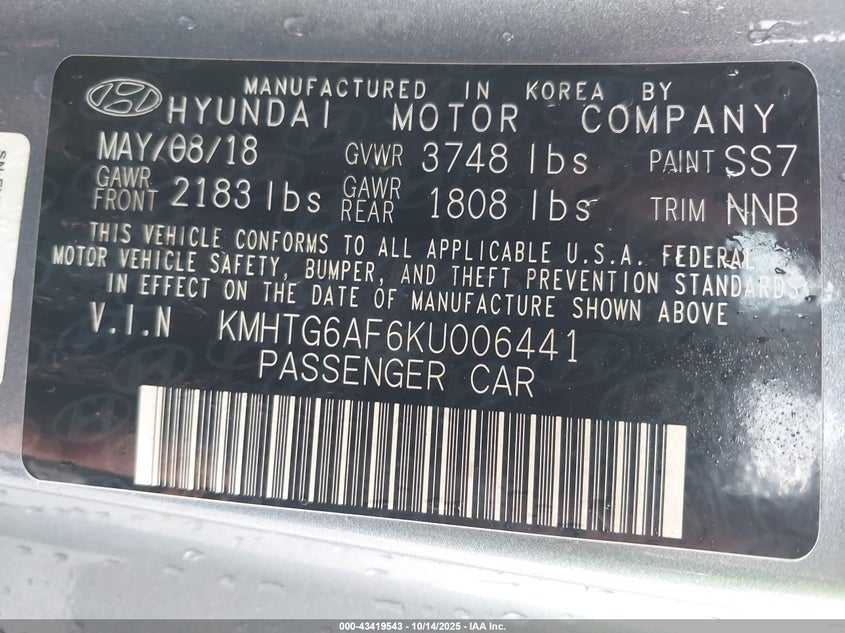 MANUFACTURED IN KOREA BY
HYUNDAI MOTOR COMPANY
MAY/08/18 GVWR 3748 lbs PAINT SS7
GAWR FRONT 2183 lbs GAWR REAR 1808 lbs TRIM NNB
THIS VEHICLE CONFORMS TO ALL APPLICABLE U.S.A. FEDERAL
MOTOR VEHICLE SAFETY, BUMPER, AND THEFT PREVENTION STANDARDS
IN EFFECT ON THE DATE OF MANUFACTURE SHOWN ABOVE
V.I.N KMHTG6AF6KU006441
PASSENGER CAR
000-43419543 - 10/14/2025 - IAA Inc.